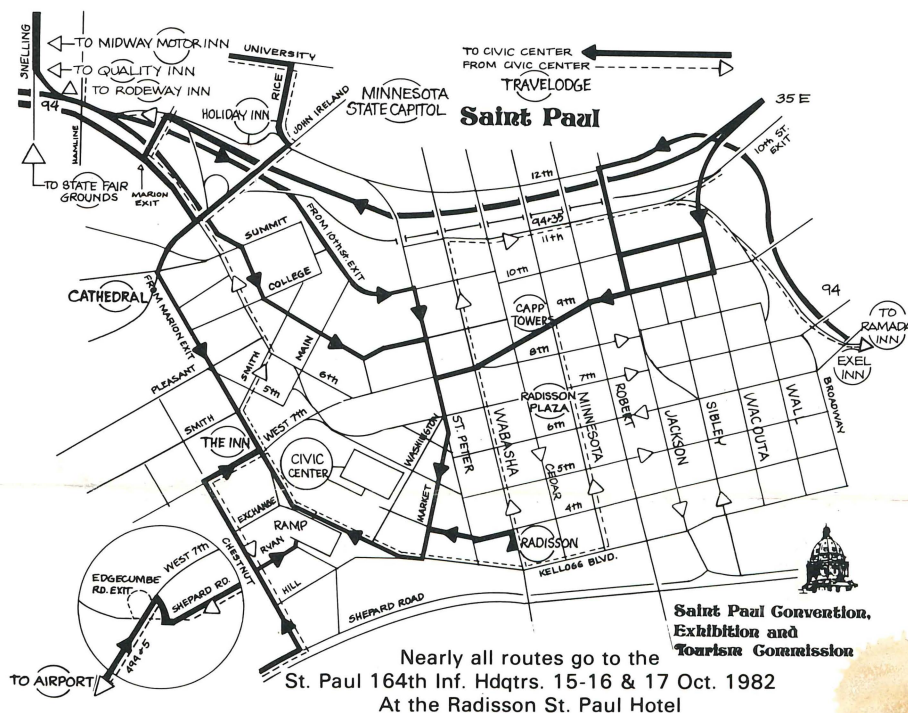 SNELLING
TO MIDWAY MOTOR INN
TO QUALITY INN
TO RODEWAY INN
94
HAMLINE
TO STATE FAIR
GROUNDS
MARION
EXIT
UNIVERSITY
RICE
HOLIDAY INN
JOHN IRELAND
MINNESOTA
STATE CAPITOL
TO CIVIC CENTER
FROM CIVIC CENTER
TRAVELODGE
Saint Paul
35 E
10th ST.
EXIT
12th
94+35
11th
10th
9th
8th
7th
6th
5th
4th
SUMMIT
COLLEGE
FROM 10th ST. EXIT
CATHEDRAL
FROM MARION EXIT
PLEASANT
SMITH
MAIN
6th
5th
SMITH
WEST 7th
THE INN
CIVIC
CENTER
WASHINGTON
MARKET
ST. PETER
WABASHA
CEDAR
MINNESOTA
ROBERT
JACKSON
SIBLEY
WACOUTA
WAL
BROADWAY
CAPP
TOWERS
RADISSON
PLAZA
94
TO
RAMADA
INN
EXEL
INN
EXCHANGE
RAMP
RYAN
CHESTNUT
HILL
RADISSON
KELLOGG BLVD.
SHEPARD ROAD
WEST 7th
EDGECUMBE
RD. EXIT
SHEPARD RD.
499+5
TO AIRPORT
Saint Paul Convention,
Exhibition and
Tourism Commission
Nearly all routes go to the
St. Paul 164th Inf. Hdqtrs. 15-16 & 17 Oct. 1982
At the Radisson St. Paul Hotel